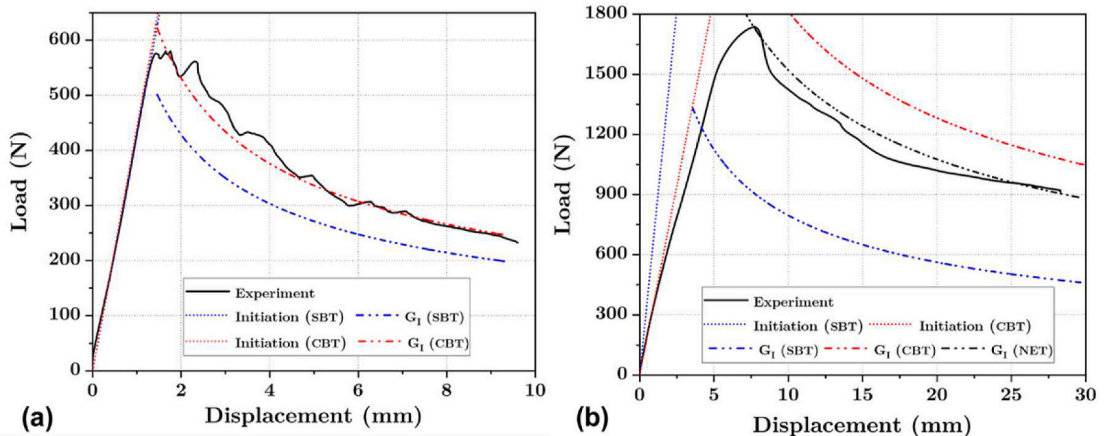 600
500
400
300
200
100
0
Load (N)
0 2 4 6 8 10
Displacement (mm)
Experiment
Initiation (SBT) G_I (SBT)
Initiation (CBT) G_I (CBT)
(a)
1800
1500
1200
900
600
300
0
Load (N)
0 5 10 15 20 25 30
Displacement (mm)
Experiment
Initiation (SBT) Initiation (CBT)
G_I (SBT) G_I (CBT) G_I (NET)
(b)